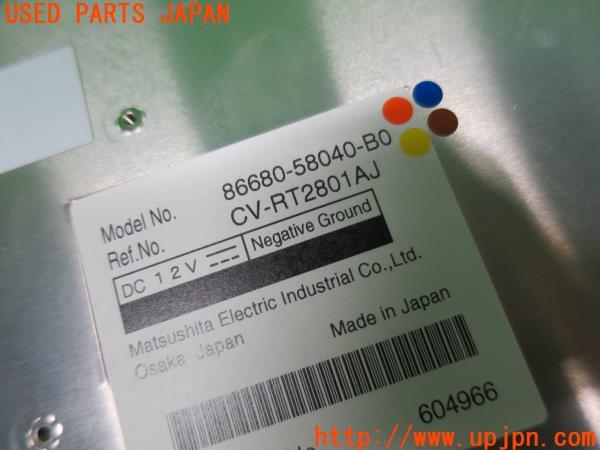 USED PARTS JAPAN
Model No. 86680-58040-B0
Ref.No. CV-RT2801AJ
DC 12V Negative Ground
Matsushita Electric Industrial Co.,Ltd.
Osaka Japan
Made in Japan
604966
http://www.upjpn.com